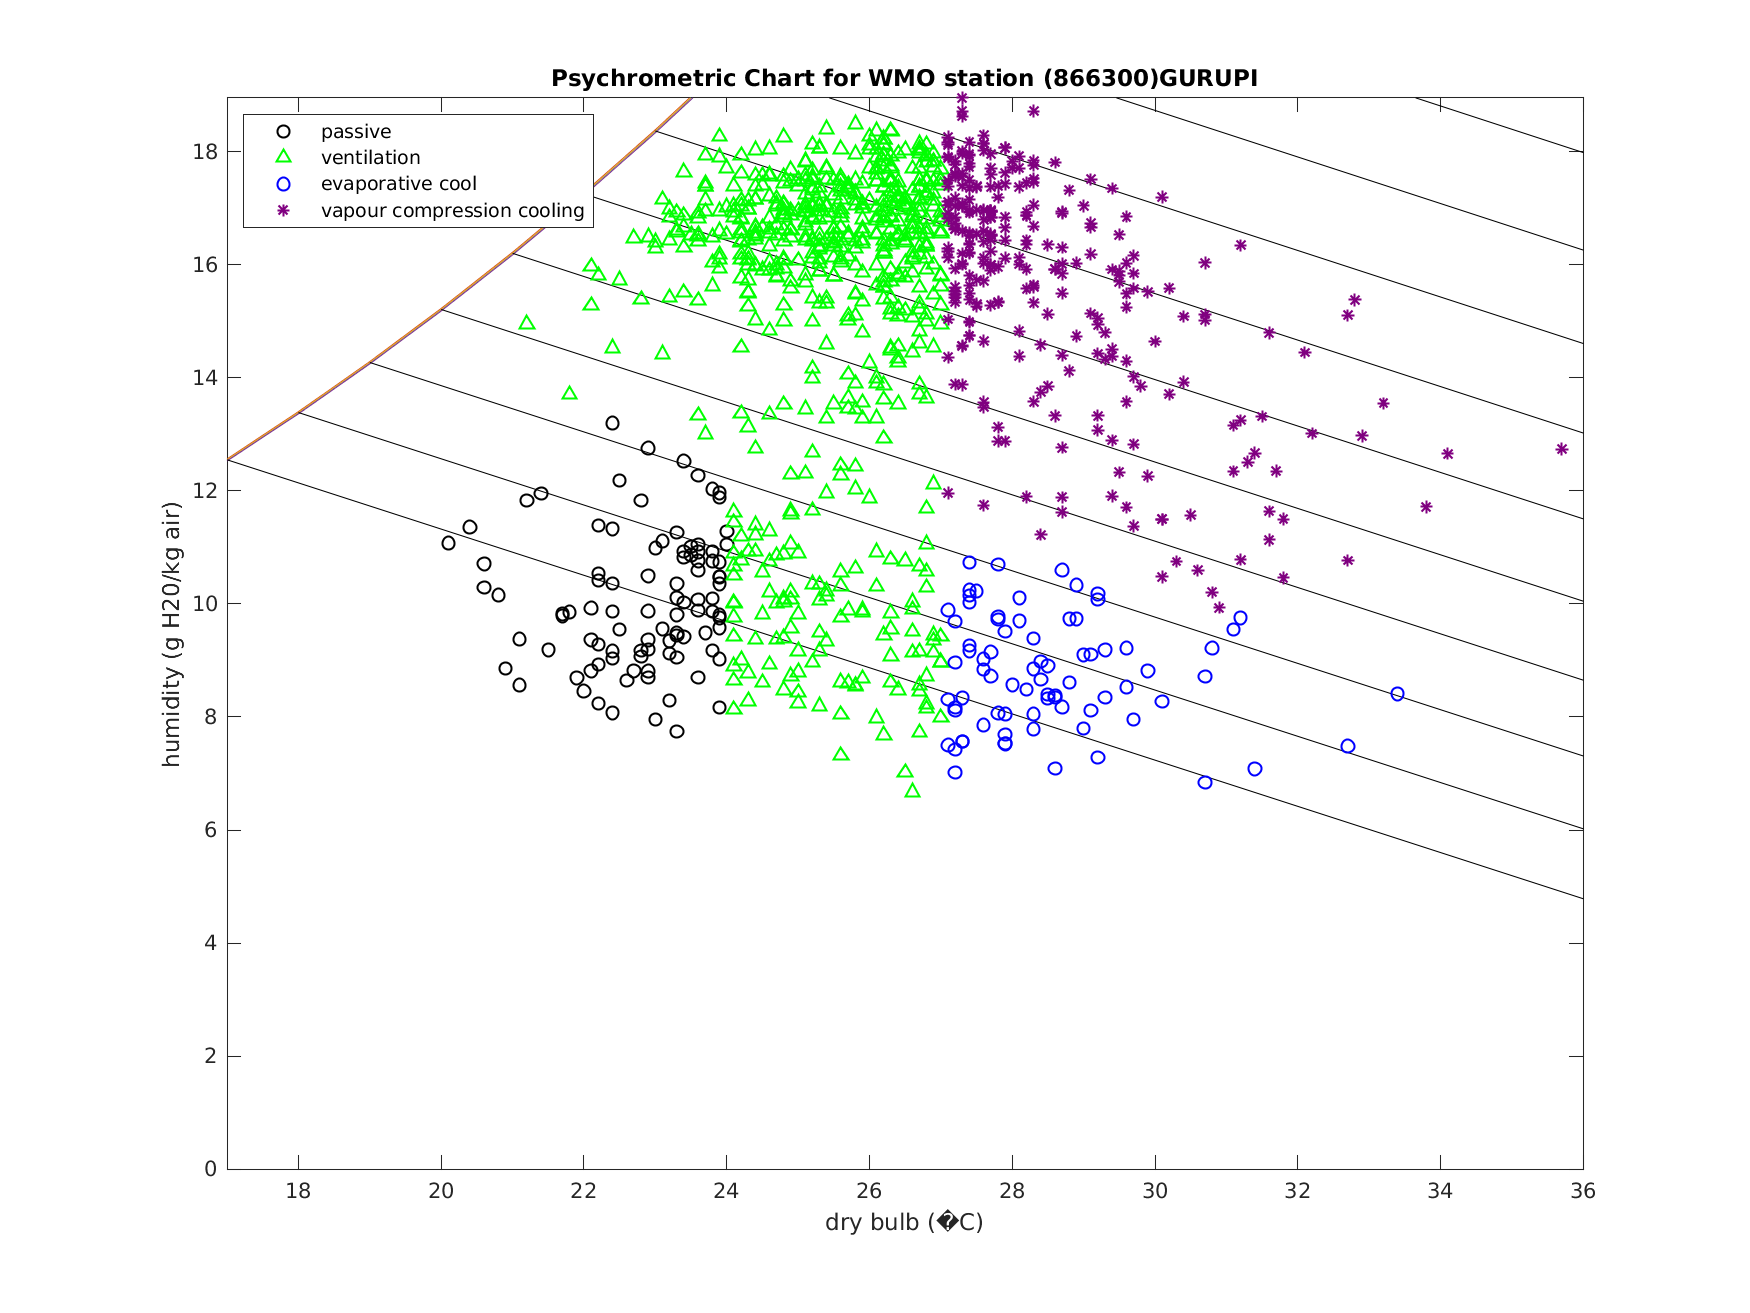 Psychrometric Chart for WMO station (866300)GURUPI
passive
ventilation
evaporative cool
vapour compression cooling
humidity (g H20/kg air)
18
16
14
12
10
8
6
4
2
0
18 20 22 24 26 28 30 32 34 36
dry bulb (�C)